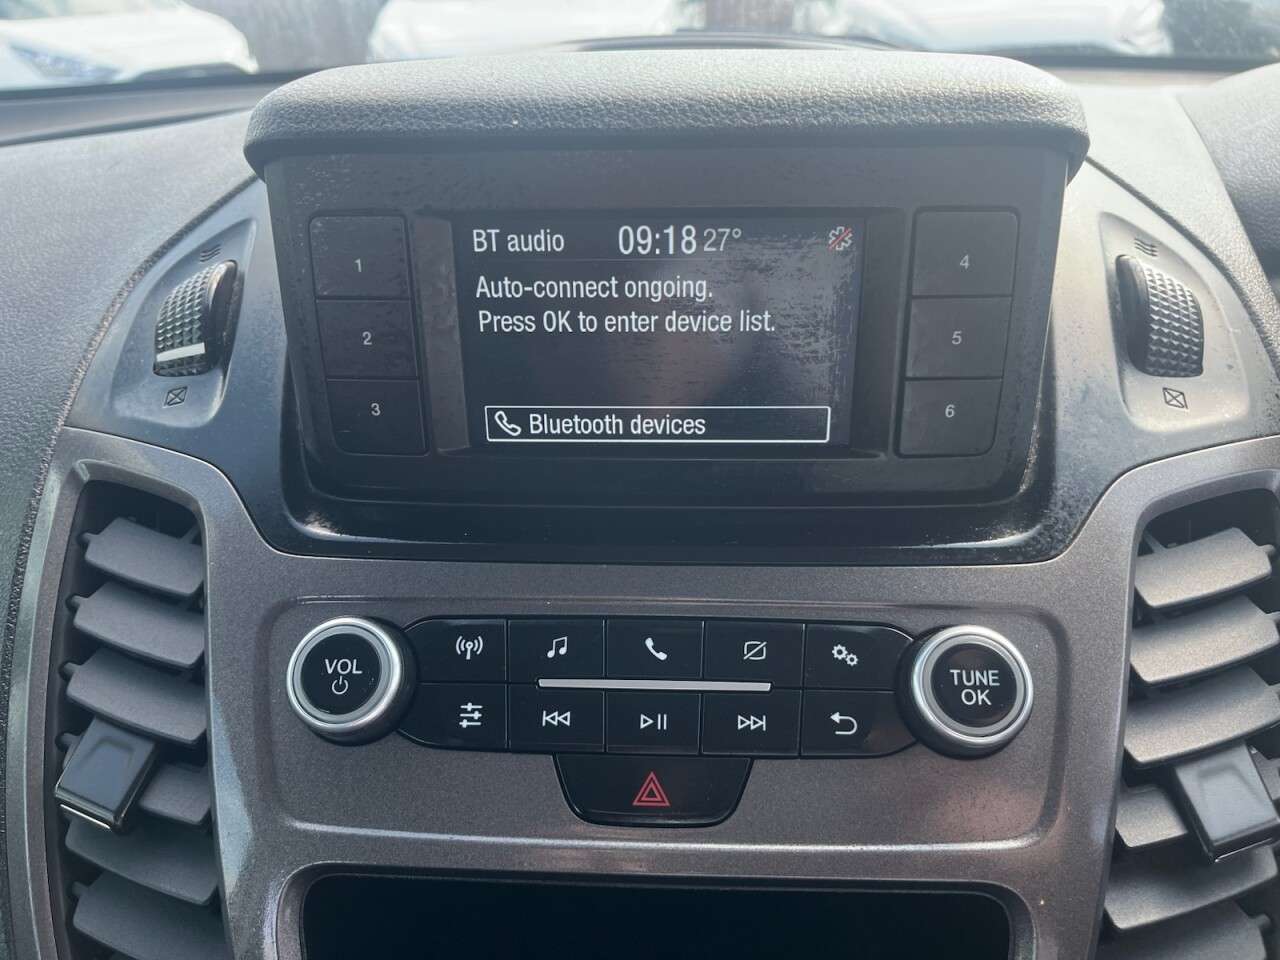 BT audio 09:18 27°
Auto-connect ongoing.
Press OK to enter device list.
Bluetooth devices
1
2
3
4
5
6
VOL
TUNE
OK